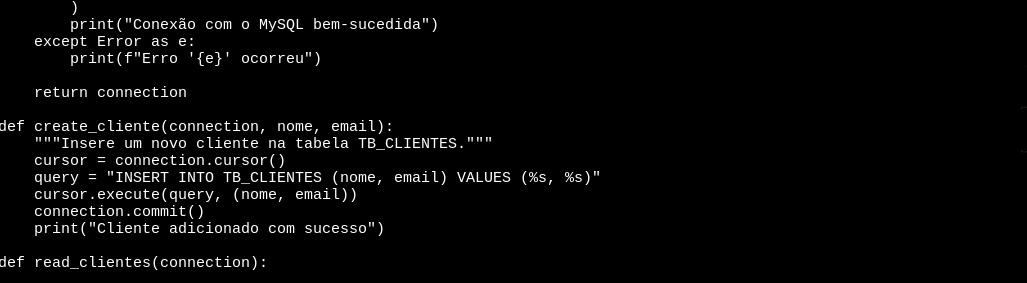 )
        print("Conexão com o MySQL bem-sucedida")
    except Error as e:
        print(f"Erro '{e}' ocorreu")

    return connection

def create_cliente(connection, nome, email):
    """Insere um novo cliente na tabela TB_CLIENTES."""
    cursor = connection.cursor()
    query = "INSERT INTO TB_CLIENTES (nome, email) VALUES (%s, %s)"
    cursor.execute(query, (nome, email))
    connection.commit()
    print("Cliente adicionado com sucesso")

def read_clientes(connection):